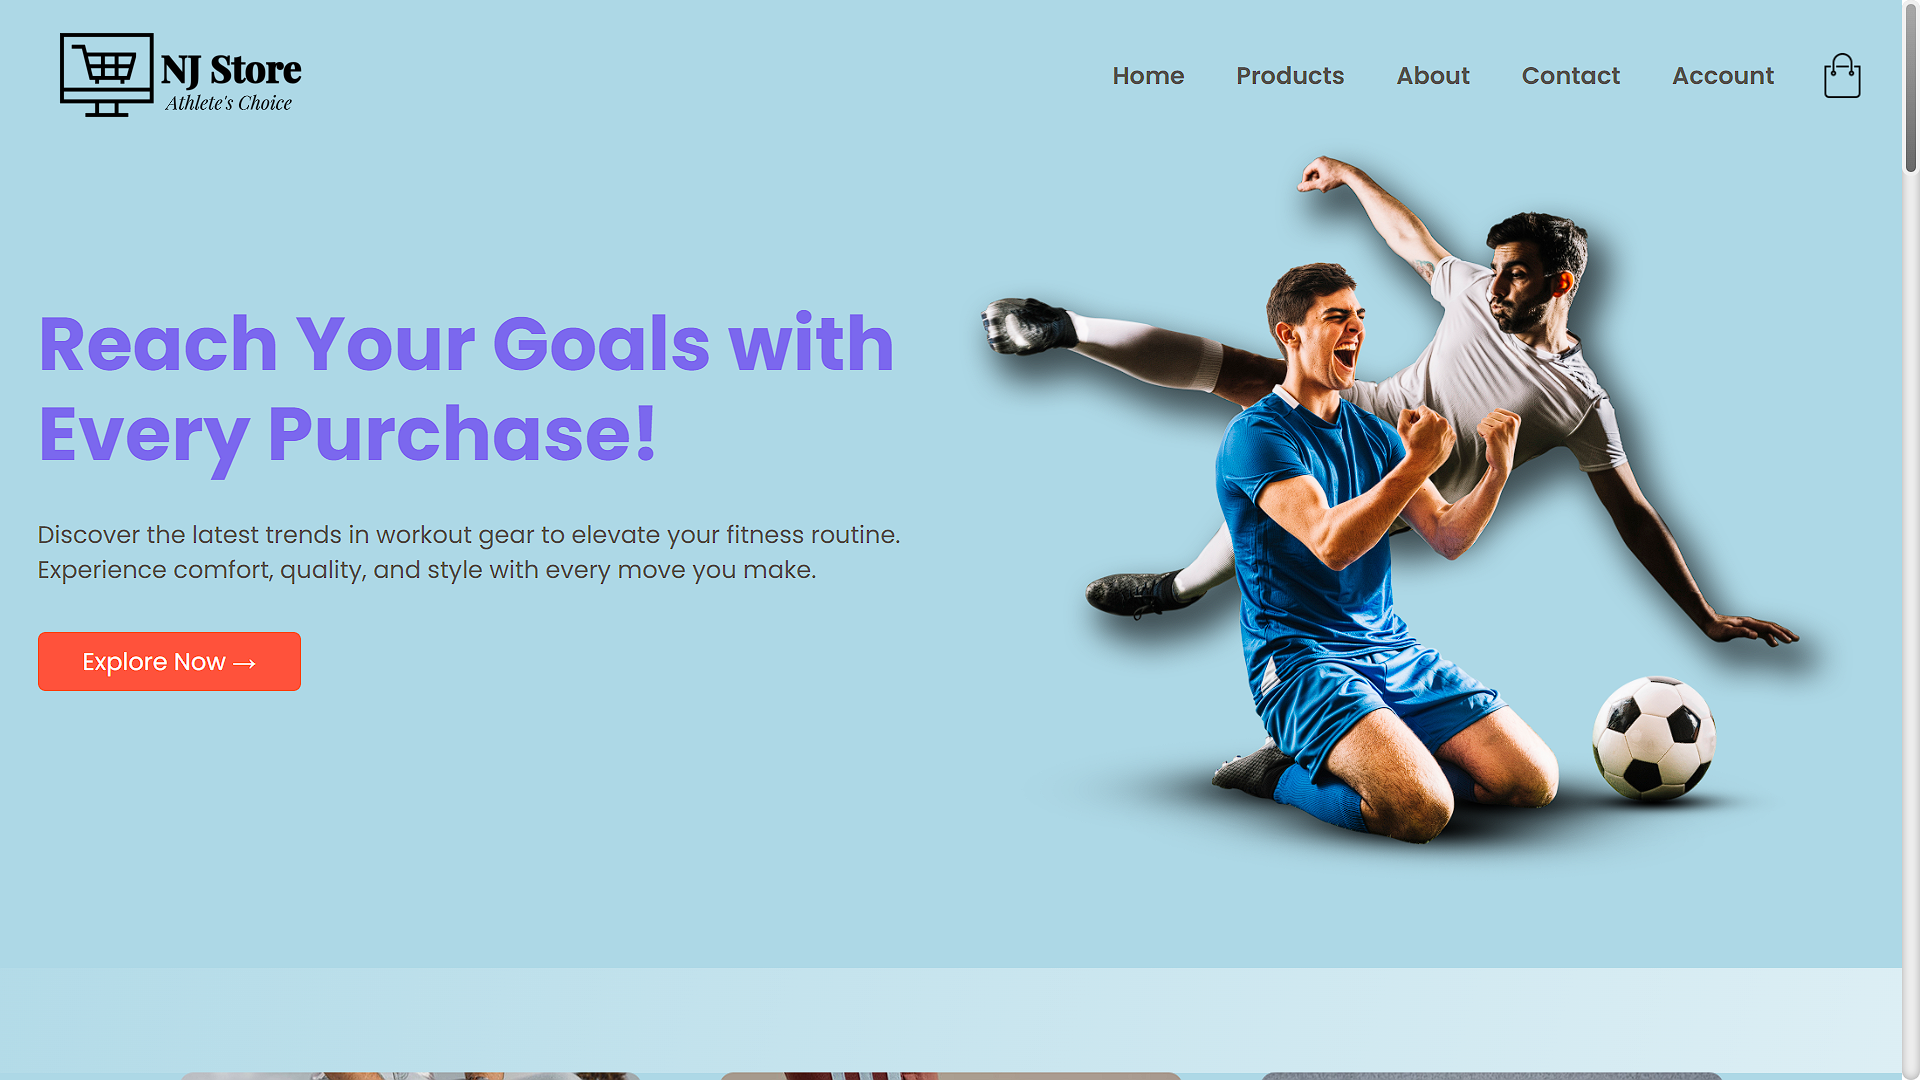 NJ Store
Athlete's Choice
Home Products About Contact Account
Reach Your Goals with
Every Purchase!
Discover the latest trends in workout gear to elevate your fitness routine.
Experience comfort, quality, and style with every move you make.
Explore Now →